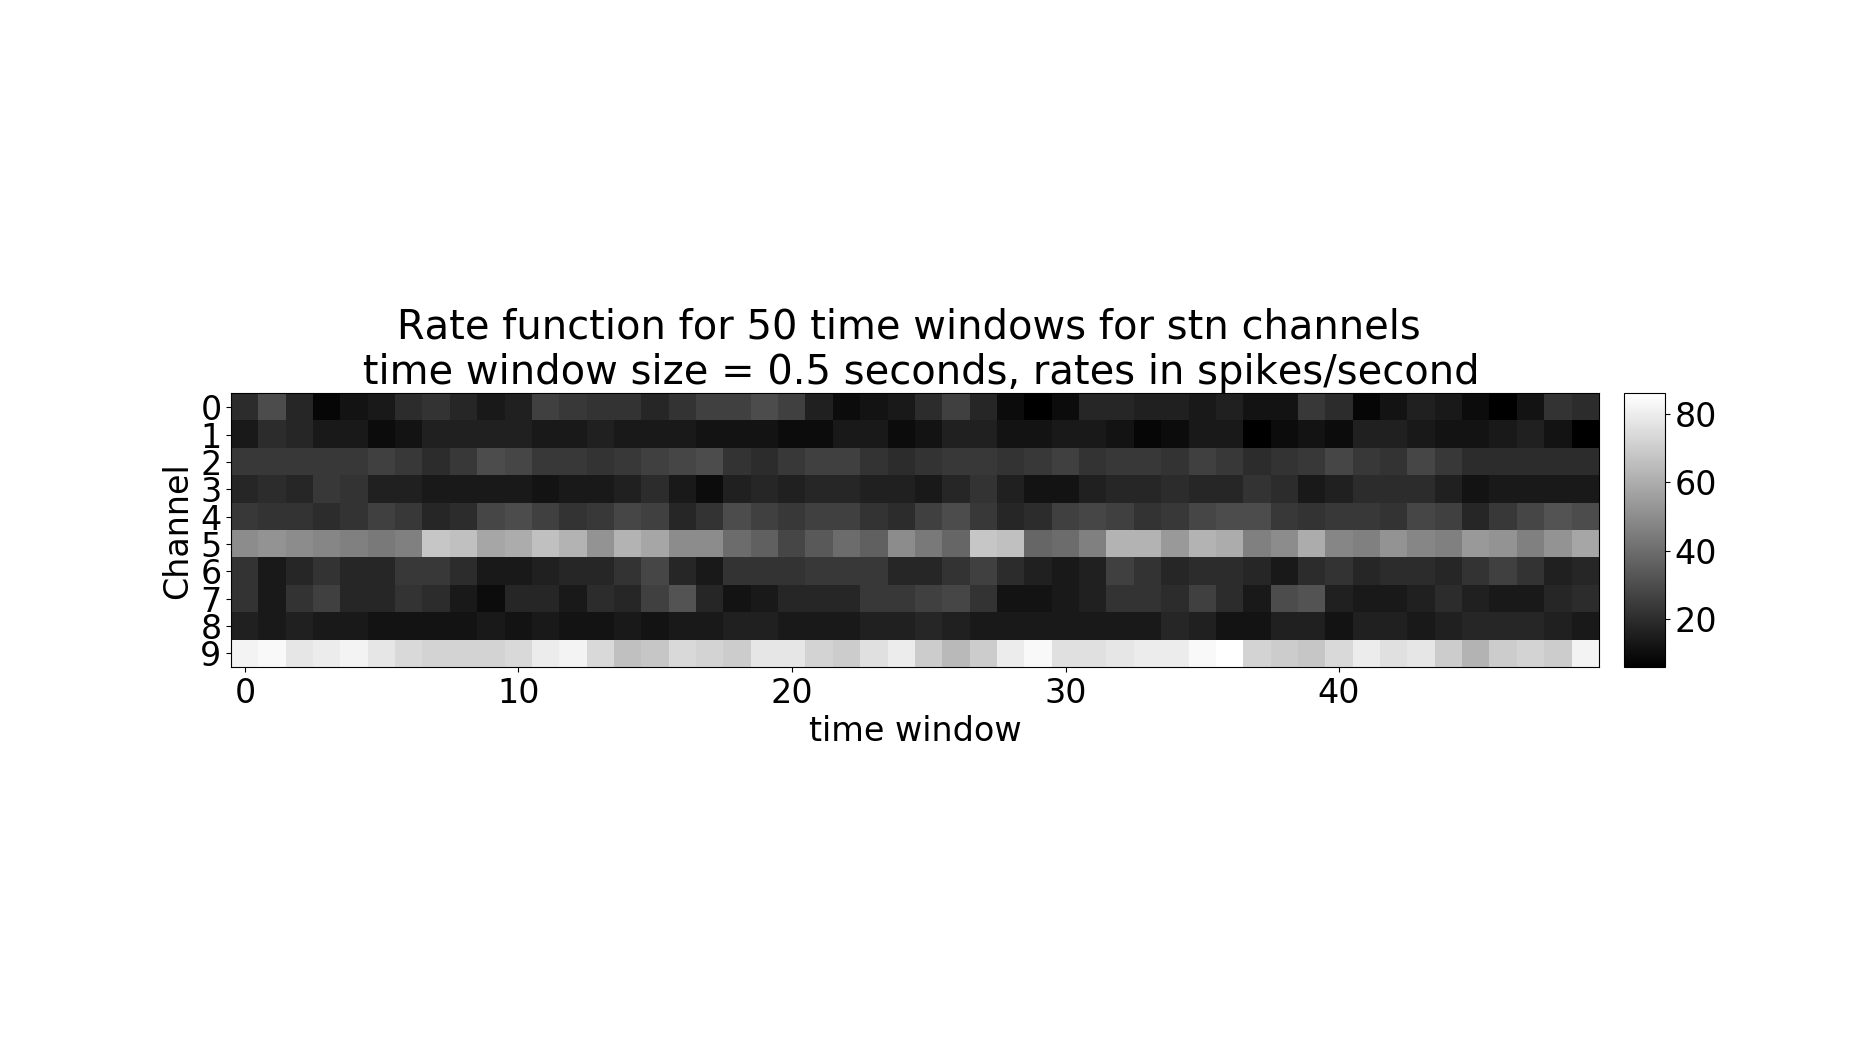 Rate function for 50 time windows for stn channels
time window size = 0.5 seconds, rates in spikes/second
Channel
0
1
2
3
4
5
6
7
8
9
0 10 20 30 40
time window
80
60
40
20